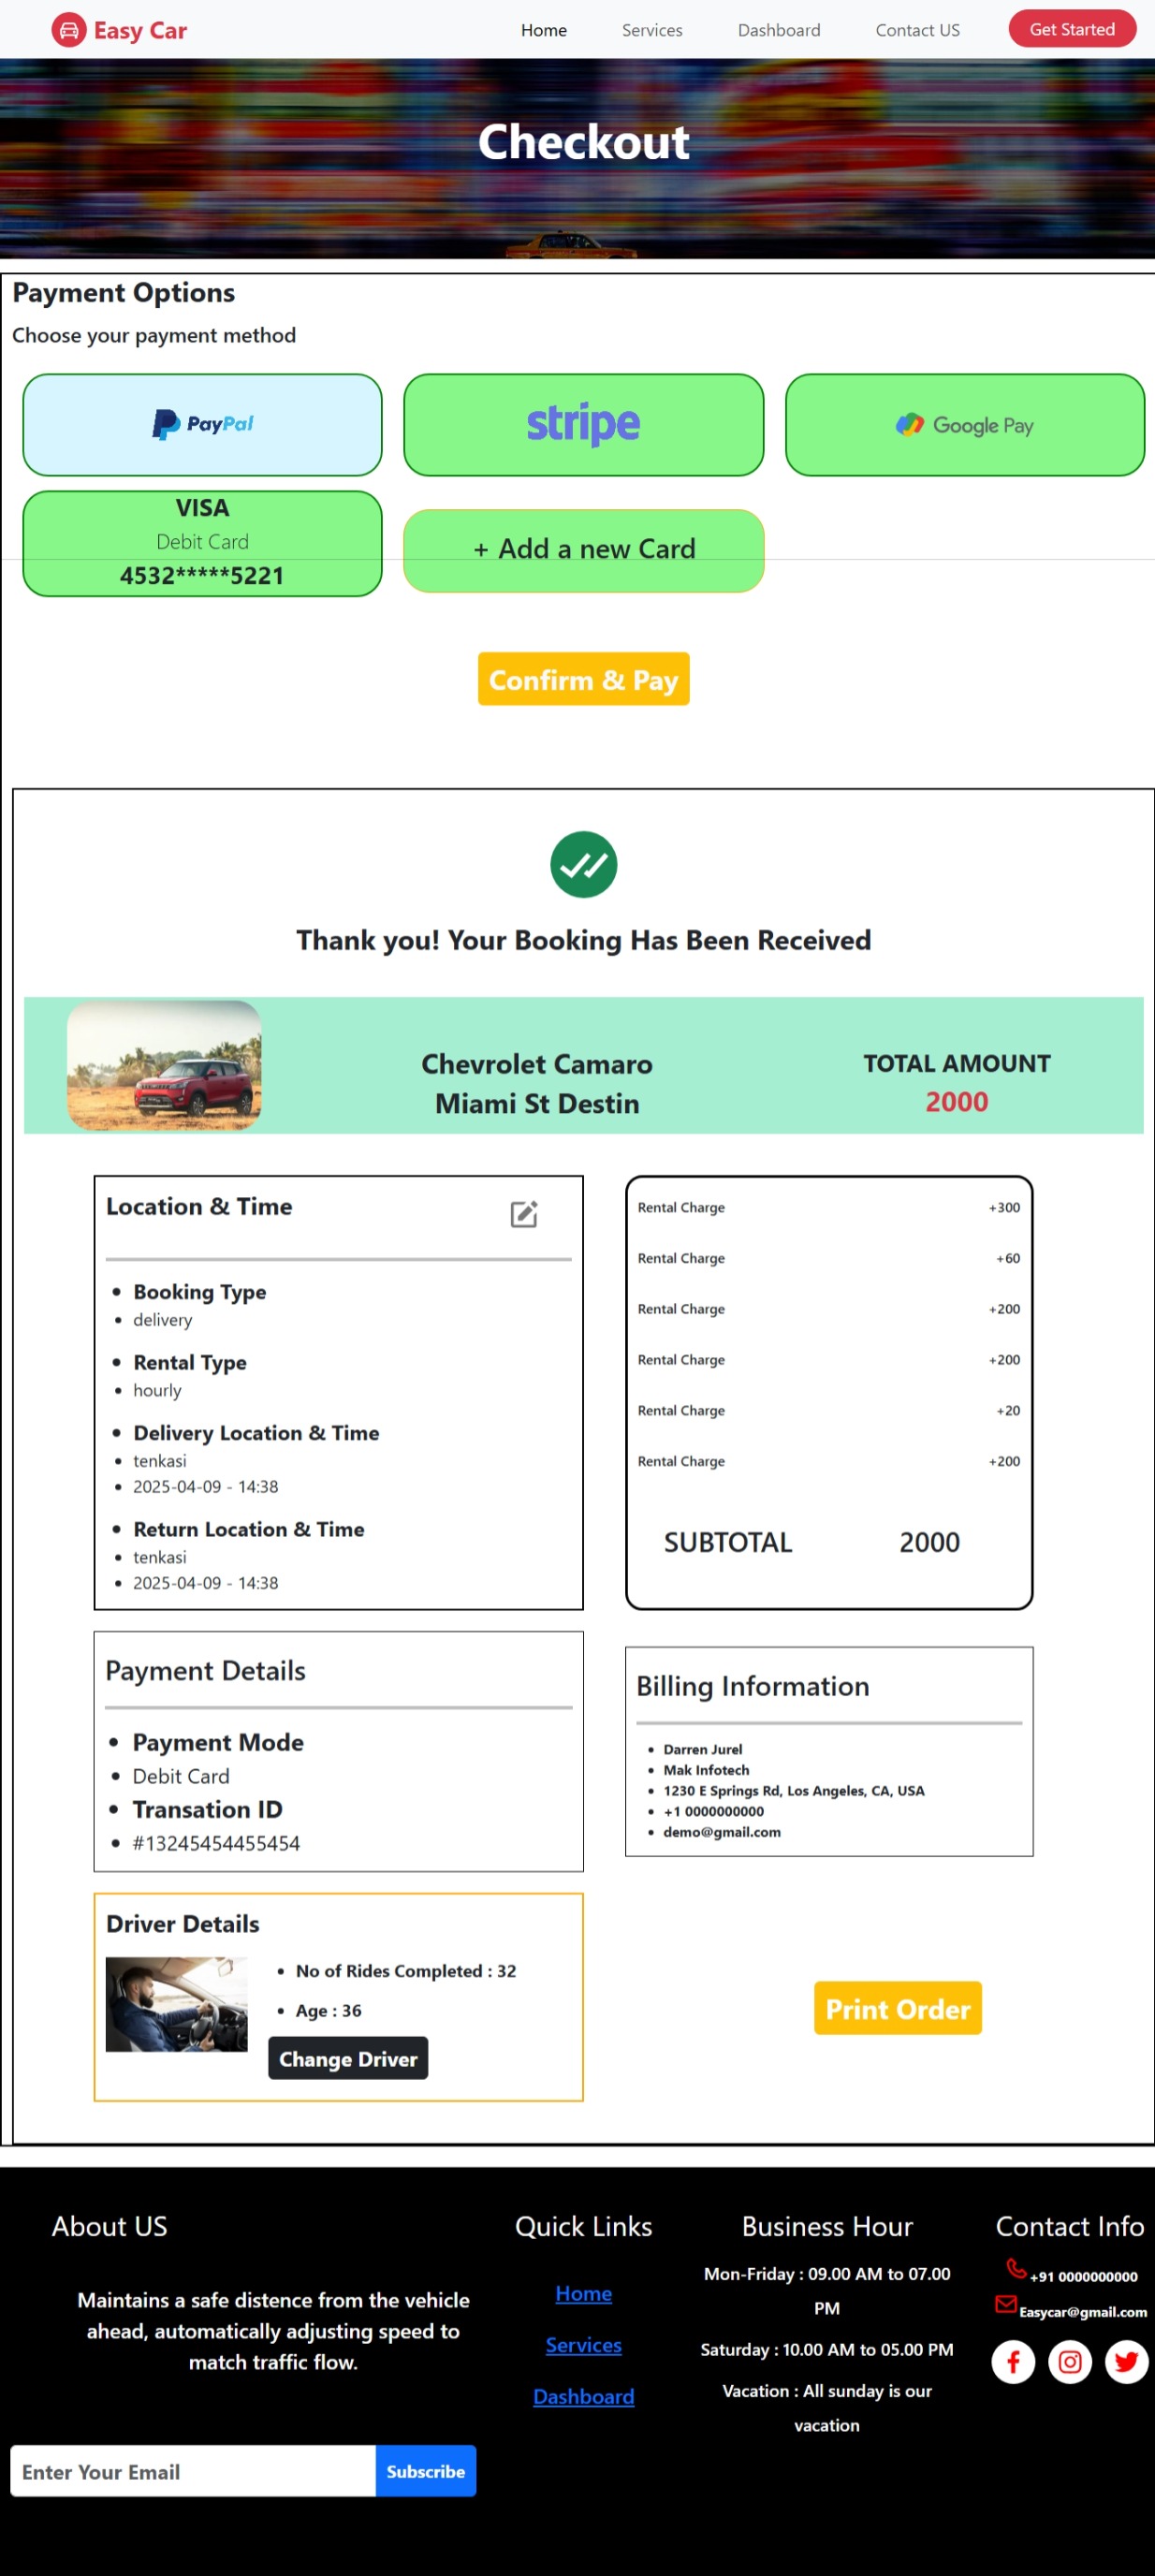 Easy Car
Home
Services
Dashboard
Contact US
Get Started
Checkout
Payment Options
Choose your payment method
PayPal
stripe
Google Pay
VISA
Debit Card
4532*****5221
+ Add a new Card
Confirm & Pay
Thank you! Your Booking Has Been Received
Chevrolet Camaro
Miami St Destin
TOTAL AMOUNT
2000
Location & Time
Booking Type
delivery
Rental Type
hourly
Delivery Location & Time
tenkasi
2025-04-09 - 14:38
Return Location & Time
tenkasi
2025-04-09 - 14:38
Rental Charge +300
Rental Charge +60
Rental Charge +200
Rental Charge +200
Rental Charge +20
Rental Charge +200
SUBTOTAL 2000
Payment Details
Payment Mode
Debit Card
Transation ID
#13245454455454
Billing Information
Darren Jurel
Mak Infotech
1230 E Springs Rd, Los Angeles, CA, USA
+1 0000000000
demo@gmail.com
Driver Details
No of Rides Completed : 32
Age : 36
Change Driver
Print Order
About US
Maintains a safe distence from the vehicle
ahead, automatically adjusting speed to
match traffic flow.
Enter Your Email
Subscribe
Quick Links
Home
Services
Dashboard
Business Hour
Mon-Friday : 09.00 AM to 07.00
PM
Saturday : 10.00 AM to 05.00 PM
Vacation : All sunday is our
vacation
Contact Info
+91 0000000000
Easycar@gmail.com